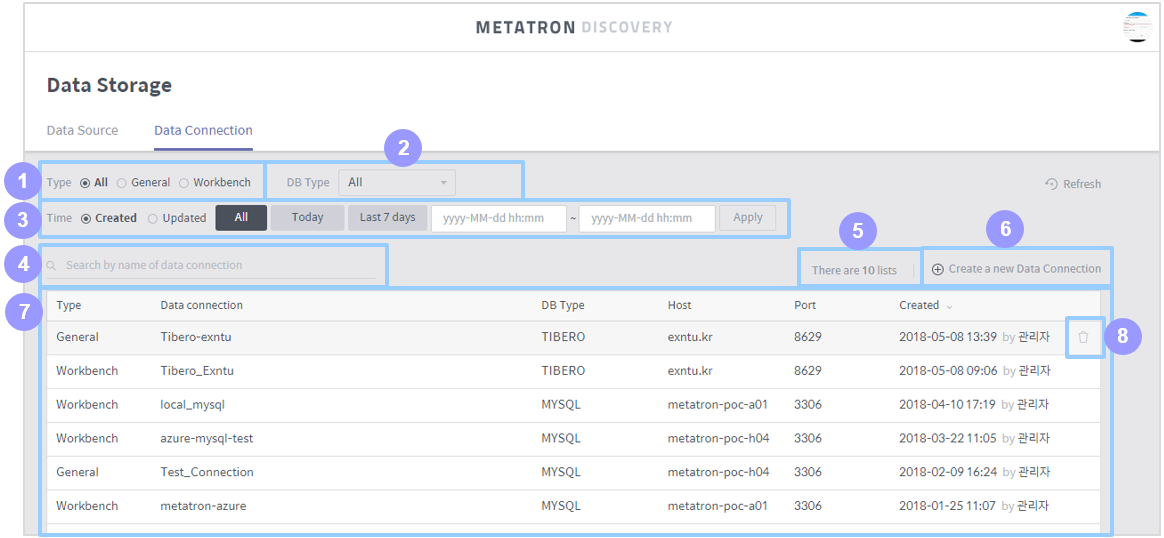 METATRON DISCOVERY
Data Storage
Data Source Data Connection
2
1 Type All General Workbench DB Type All Refresh
3 Time Created Updated All Today Last 7 days yyyy-MM-dd hh:mm ~ yyyy-MM-dd hh:mm Apply
5 6
4 Search by name of data connection There are 10 lists Create a new Data Connection
7 Type Data connection DB Type Host Port Created
General Tibero-exntu TIBERO exntu.kr 8629 2018-05-08 13:39 by 관리자 8
Workbench Tibero_Exntu TIBERO exntu.kr 8629 2018-05-08 09:06 by 관리자
Workbench local_mysql MYSQL metatron-poc-a01 3306 2018-04-10 17:19 by 관리자
Workbench azure-mysql-test MYSQL metatron-poc-h04 3306 2018-03-22 11:05 by 관리자
General Test_Connection MYSQL metatron-poc-h04 3306 2018-02-09 16:24 by 관리자
Workbench metatron-azure MYSQL metatron-poc-a01 3306 2018-01-25 11:07 by 관리자